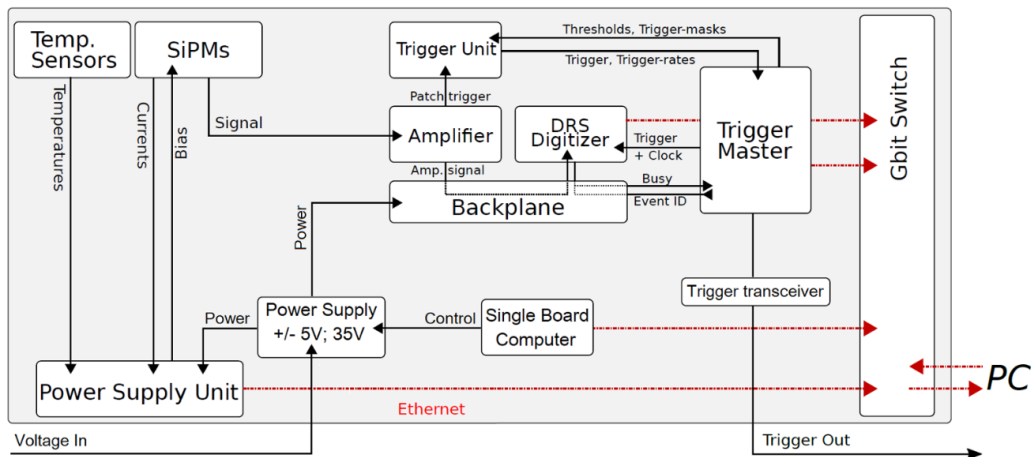 Temp.
Sensors
SiPMs
Trigger Unit
Thresholds, Trigger-masks
Trigger, Trigger-rates
Gbit Switch
Temperatures
Currents
Bias
Signal
Patch trigger
Amplifier
DRS
Digitizer
Trigger
+ Clock
Trigger
Master
Amp. signal
Busy
Event ID
Backplane
Power
Trigger transceiver
Power
Power Supply
+/- 5V; 35V
Control
Single Board
Computer
Power Supply Unit
Ethernet
PC
Voltage In
Trigger Out